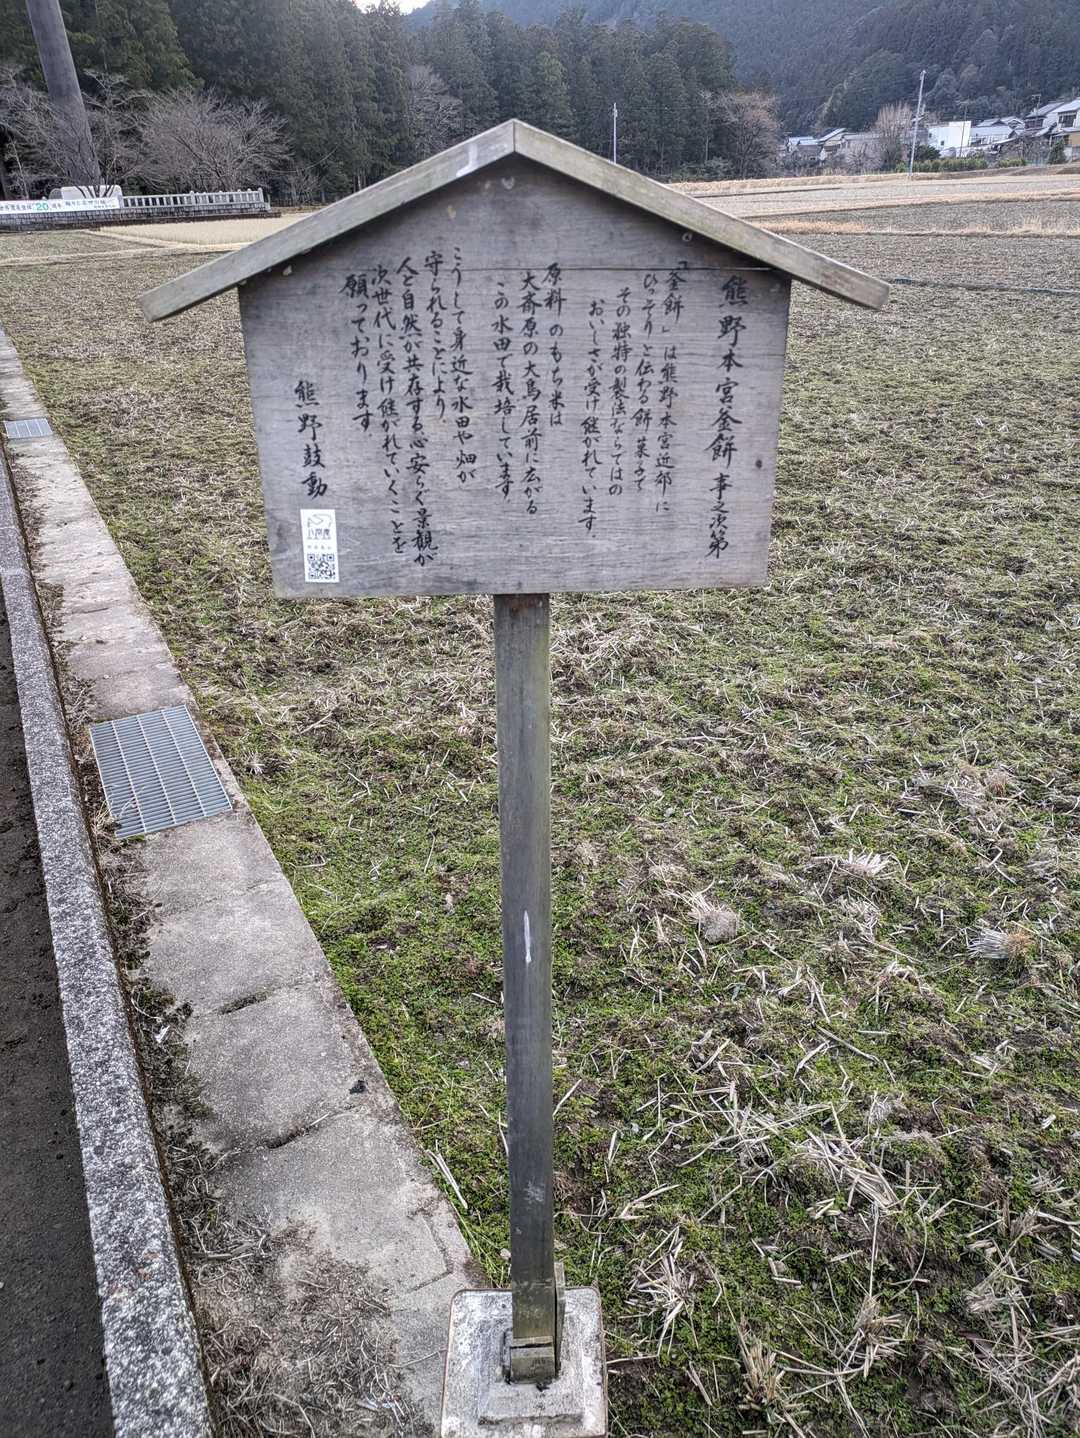 熊野本宮釜餅 事之次第
「釜餅」は熊野本宮近郊に
ひっそりと伝わる餅菓子で
その独特の製法ならではの
おいしさが受け継がれています。
原料のもち米は
大斎原の大鳥居前に広がる
この水田で栽培しています
こうして身近な水田や畑が
守られることにより、
人と自然が共存する心安らぐ景観が
次世代に受け継がれていくことを
願っております。
熊野鼓動